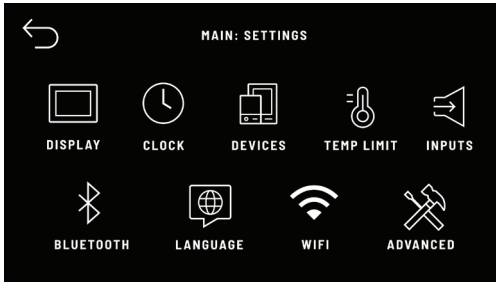 MAIN: SETTINGS
DISPLAY CLOCK DEVICES TEMP LIMIT INPUTS
BLUETOOTH LANGUAGE WIFI ADVANCED